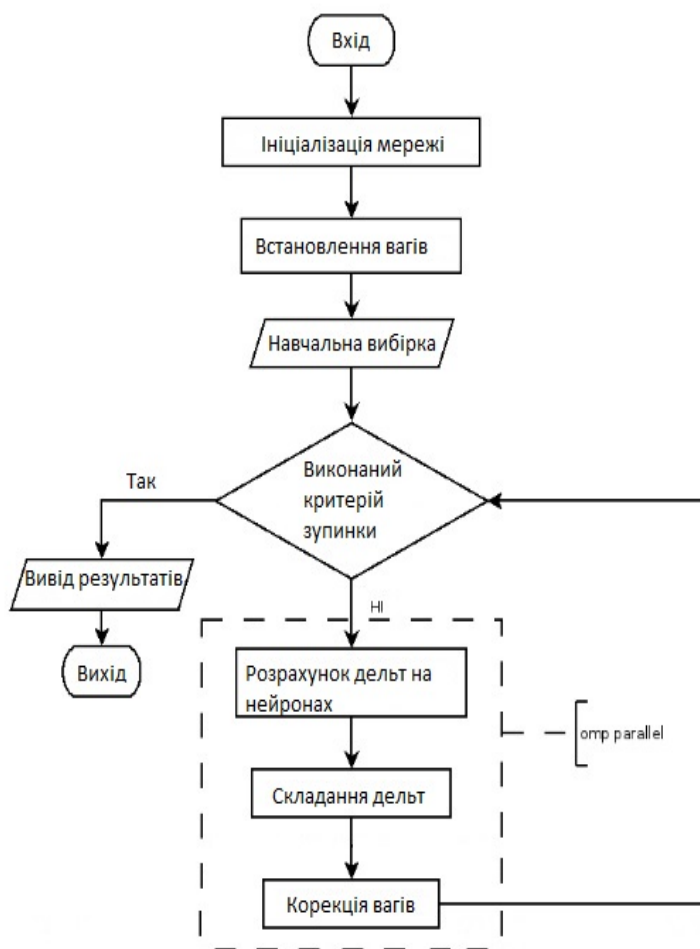 Вхід
Ініціалізація мережі
Встановлення вагів
Навчальна вибірка
Виконаний
критерій
зупинки
Так
Вивід результатів
Вихід
НІ
Розрахунок дельт на
нейронах
omp parallel
Складання дельт
Корекція вагів